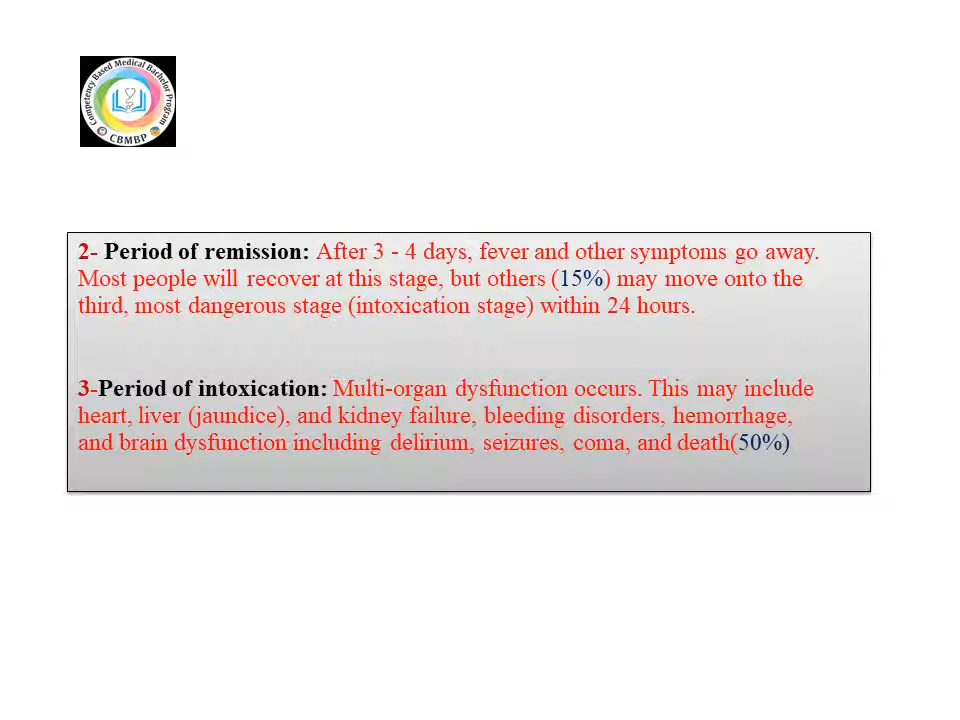 Competency Based Medical Bachelor Program
CBMBP
2- Period of remission: After 3 - 4 days, fever and other symptoms go away.
Most people will recover at this stage, but others (15%) may move onto the
third, most dangerous stage (intoxication stage) within 24 hours.
3-Period of intoxication: Multi-organ dysfunction occurs. This may include
heart, liver (jaundice), and kidney failure, bleeding disorders, hemorrhage,
and brain dysfunction including delirium, seizures, coma, and death(50%)